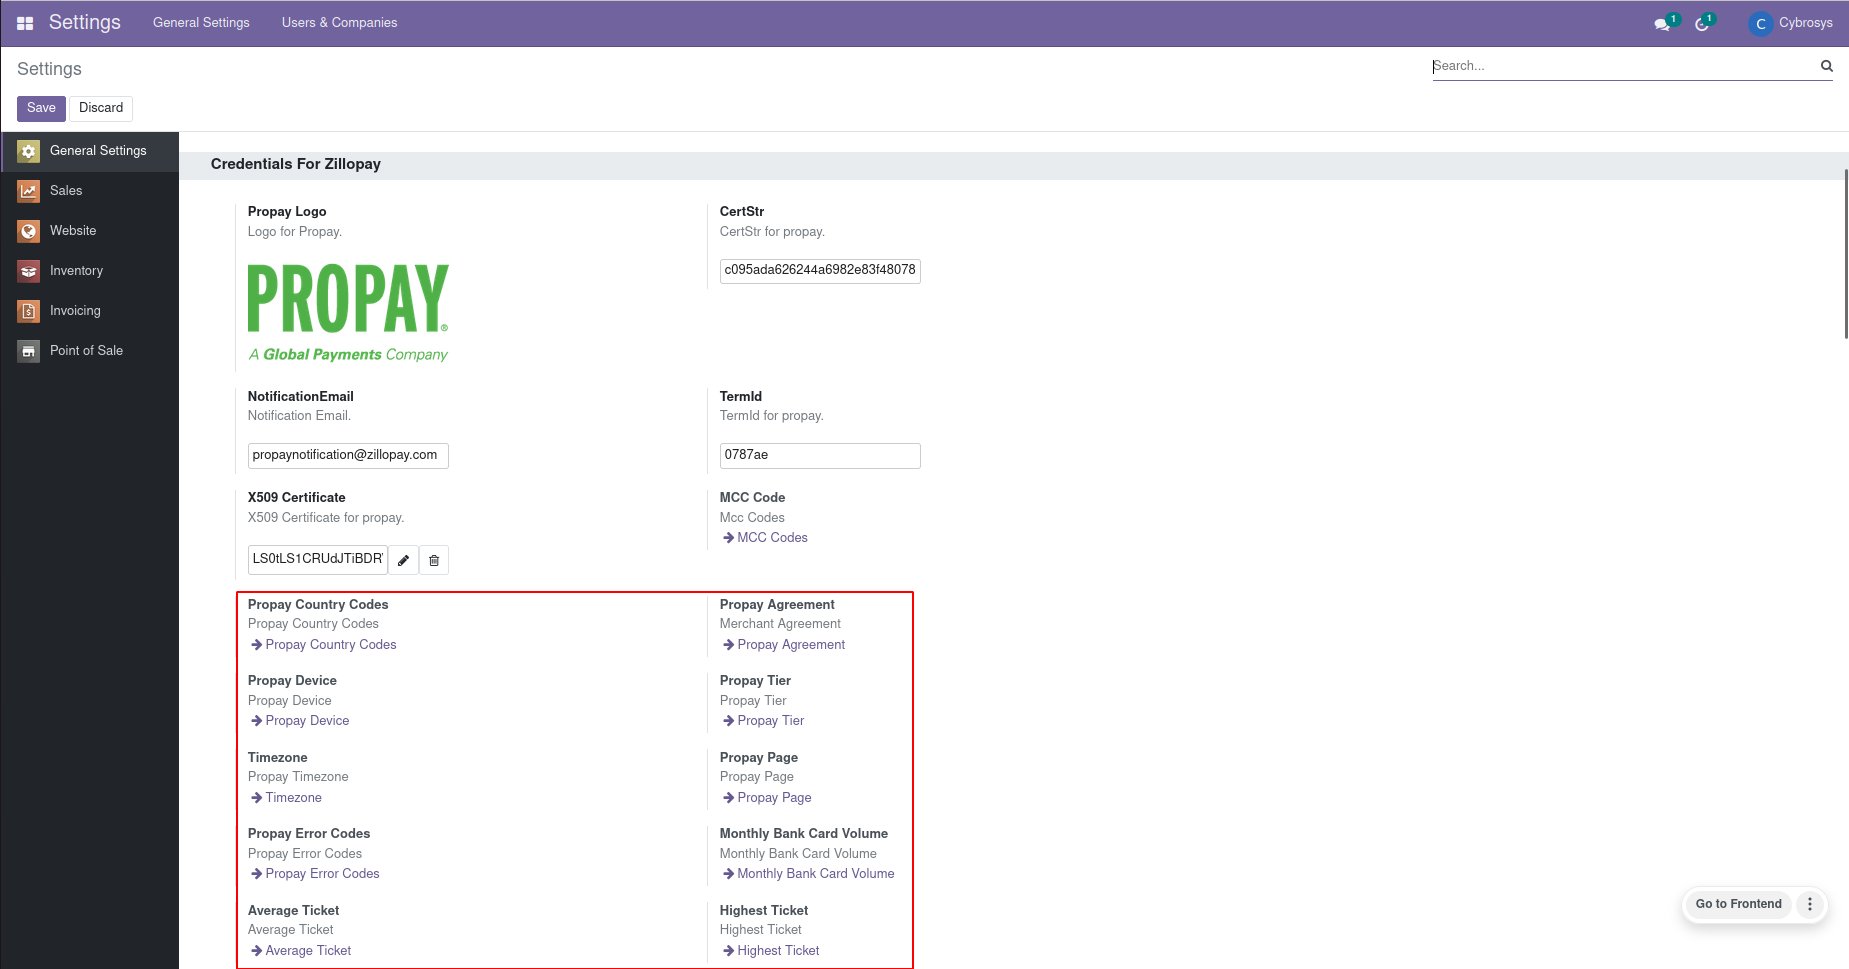 Settings
General Settings
Users & Companies
1
1
C
Cybrosys
Settings
Search...
Save
Discard
General Settings
Sales
Website
Inventory
Invoicing
Point of Sale
Credentials For Zillopay
Propay Logo
Logo for Propay.
PROPAY®
A Global Payments Company
CertStr
CertStr for propay.
c095ada626244a6982e83f48078
NotificationEmail
Notification Email.
propaynotification@zillopay.com
TermId
TermId for propay.
0787ae
X509 Certificate
X509 Certificate for propay.
LS0tLS1CRUdJTiBDR
MCC Code
Mcc Codes
MCC Codes
Propay Country Codes
Propay Country Codes
Propay Country Codes
Propay Agreement
Merchant Agreement
Propay Agreement
Propay Device
Propay Device
Propay Device
Propay Tier
Propay Tier
Propay Tier
Timezone
Propay Timezone
Timezone
Propay Page
Propay Page
Propay Page
Propay Error Codes
Propay Error Codes
Propay Error Codes
Monthly Bank Card Volume
Monthly Bank Card Volume
Monthly Bank Card Volume
Average Ticket
Average Ticket
Average Ticket
Highest Ticket
Highest Ticket
Highest Ticket
Go to Frontend